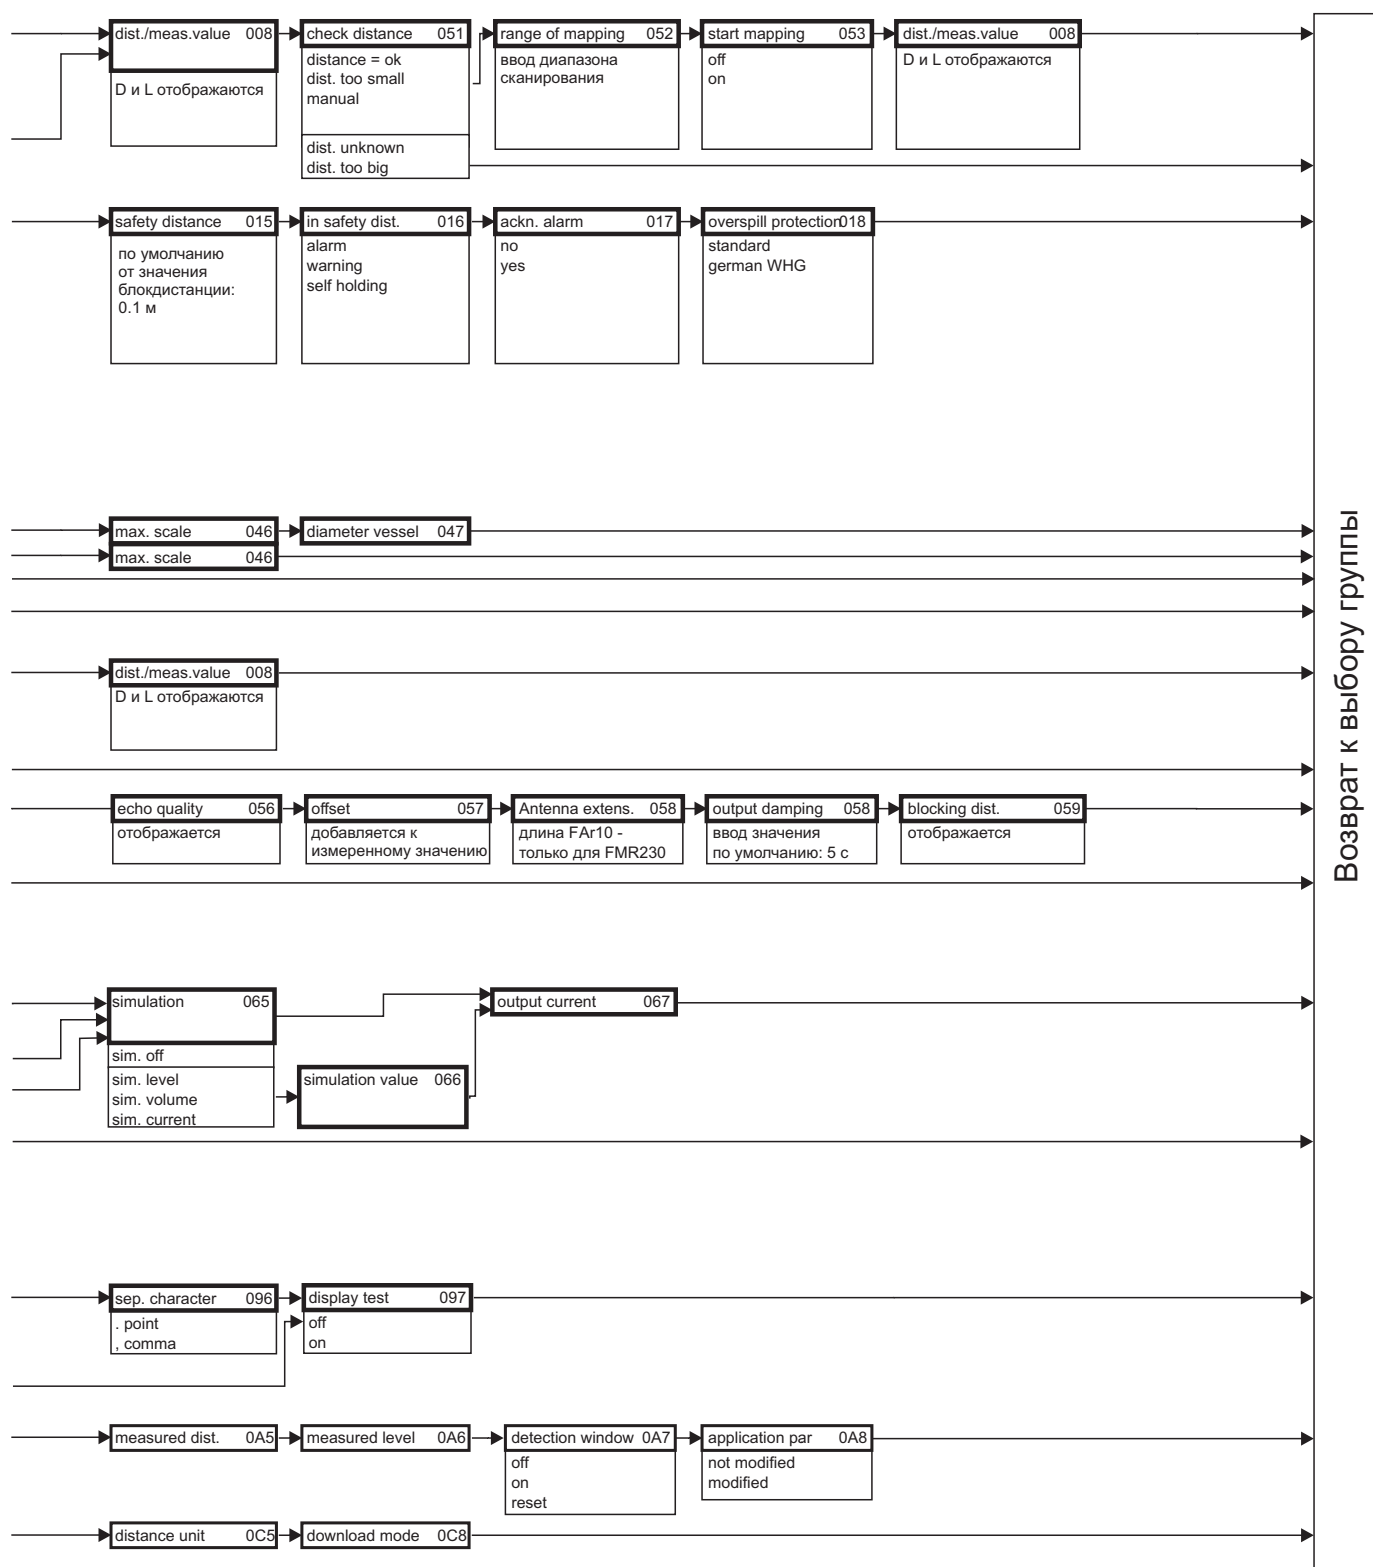 dist./meas.value 008
D и L отображаются
check distance 051
distance = ok
dist. too small
manual
dist. unknown
dist. too big
range of mapping 052
ввод диапазона
сканирования
start mapping 053
off
on
dist./meas.value 008
D и L отображаются
safety distance 015
по умолчанию
от значения
блокдистанции:
0.1 м
in safety dist. 016
alarm
warning
self holding
ackn. alarm 017
no
yes
overspill protection018
standard
german WHG
max. scale 046
diameter vessel 047
max. scale 046
dist./meas.value 008
D и L отображаются
echo quality 056
отображается
offset 057
добавляется к
измеренному значению
Antenna extens. 058
длина FAr10 -
только для FMR230
output damping 058
ввод значения
по умолчанию: 5 с
blocking dist. 059
отображается
simulation 065
sim. off
sim. level
sim. volume
sim. current
simulation value 066
output current 067
sep. character 096
. point
, comma
display test 097
off
on
measured dist. 0A5
measured level 0A6
detection window 0A7
off
on
reset
application par 0A8
not modified
modified
distance unit 0C5
download mode 0C8
Возврат к выбору группы